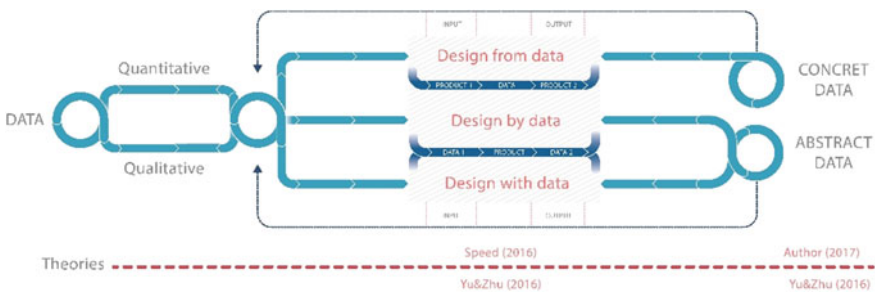 INPUT
OUTPUT
Design from data
Quantitative
PRODUCT 1
DATA
PRODUCT 2
CONCRET
DATA
DATA
Design by data
DATA 1
PRODUCT
DATA 2
ABSTRACT
DATA
Qualitative
Design with data
INPUT
OUTPUT
Speed (2016)
Author (2017)
Theories
Yu&Zhu (2016)
Yu&Zhu (2016)